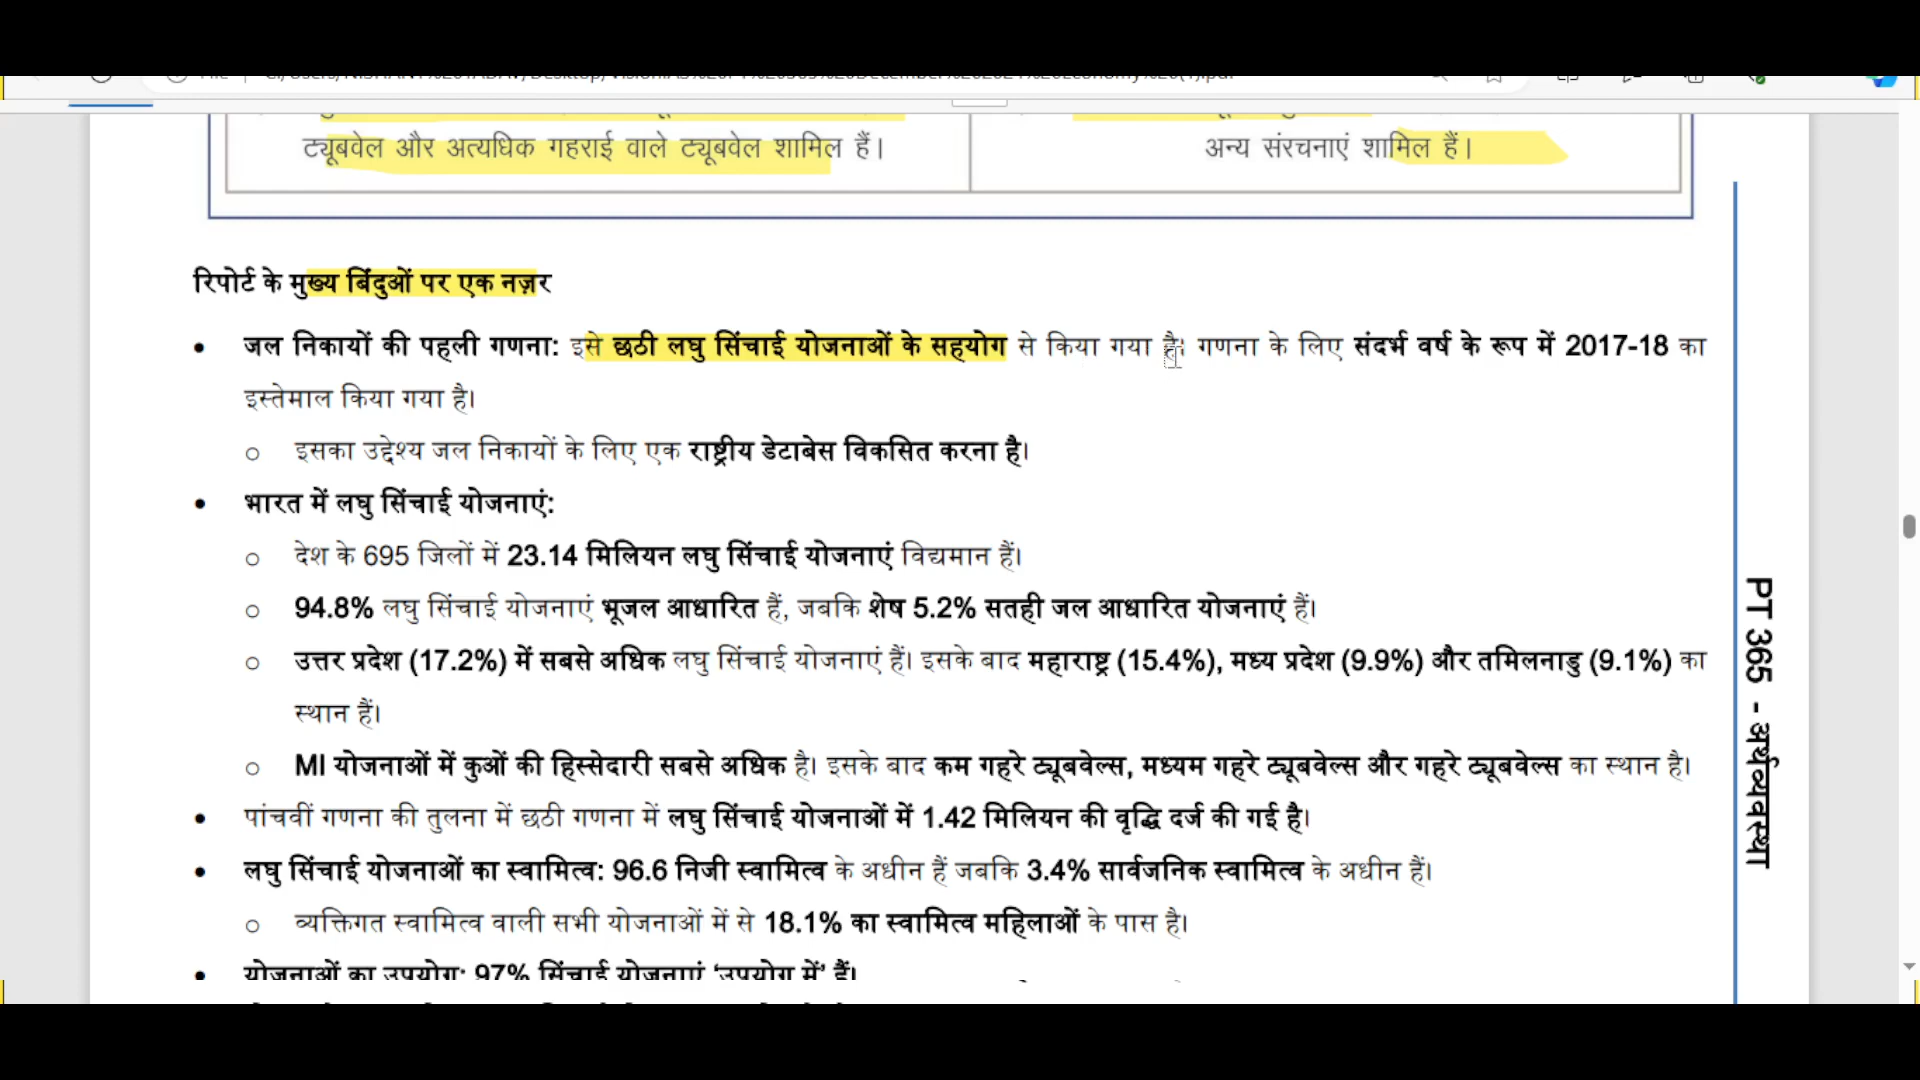 ट्यूबवेल और अत्यधिक गहराई वाले ट्यूबवेल शामिल हैं।
अन्य संरचनाएं शामिल हैं।
रिपोर्ट के मुख्य बिंदुओं पर एक नज़र
• जल निकायों की पहली गणना: इसे छठी लघु सिंचाई योजनाओं के सहयोग से किया गया है। गणना के लिए संदर्भ वर्ष के रूप में 2017-18 का
इस्तेमाल किया गया है।
o इसका उद्देश्य जल निकायों के लिए एक राष्ट्रीय डेटाबेस विकसित करना है।
• भारत में लघु सिंचाई योजनाएं:
o देश के 695 जिलों में 23.14 मिलियन लघु सिंचाई योजनाएं विद्यमान हैं।
o 94.8% लघु सिंचाई योजनाएं भूजल आधारित हैं, जबकि शेष 5.2% सतही जल आधारित योजनाएं हैं।
o उत्तर प्रदेश (17.2%) में सबसे अधिक लघु सिंचाई योजनाएं हैं। इसके बाद महाराष्ट्र (15.4%), मध्य प्रदेश (9.9%) और तमिलनाडु (9.1%) का
स्थान हैं।
o MI योजनाओं में कुओं की हिस्सेदारी सबसे अधिक है। इसके बाद कम गहरे ट्यूबवेल्स, मध्यम गहरे ट्यूबवेल्स और गहरे ट्यूबवेल्स का स्थान है।
• पांचवीं गणना की तुलना में छठी गणना में लघु सिंचाई योजनाओं में 1.42 मिलियन की वृद्धि दर्ज की गई है।
• लघु सिंचाई योजनाओं का स्वामित्व: 96.6 निजी स्वामित्व के अधीन हैं जबकि 3.4% सार्वजनिक स्वामित्व के अधीन हैं।
o व्यक्तिगत स्वामित्व वाली सभी योजनाओं में से 18.1% का स्वामित्व महिलाओं के पास है।
• योजनाओं का उपयोग: 97% सिंचाई योजनाएं 'उपयोग में' हैं।
PT 365 - अर्थव्यवस्था